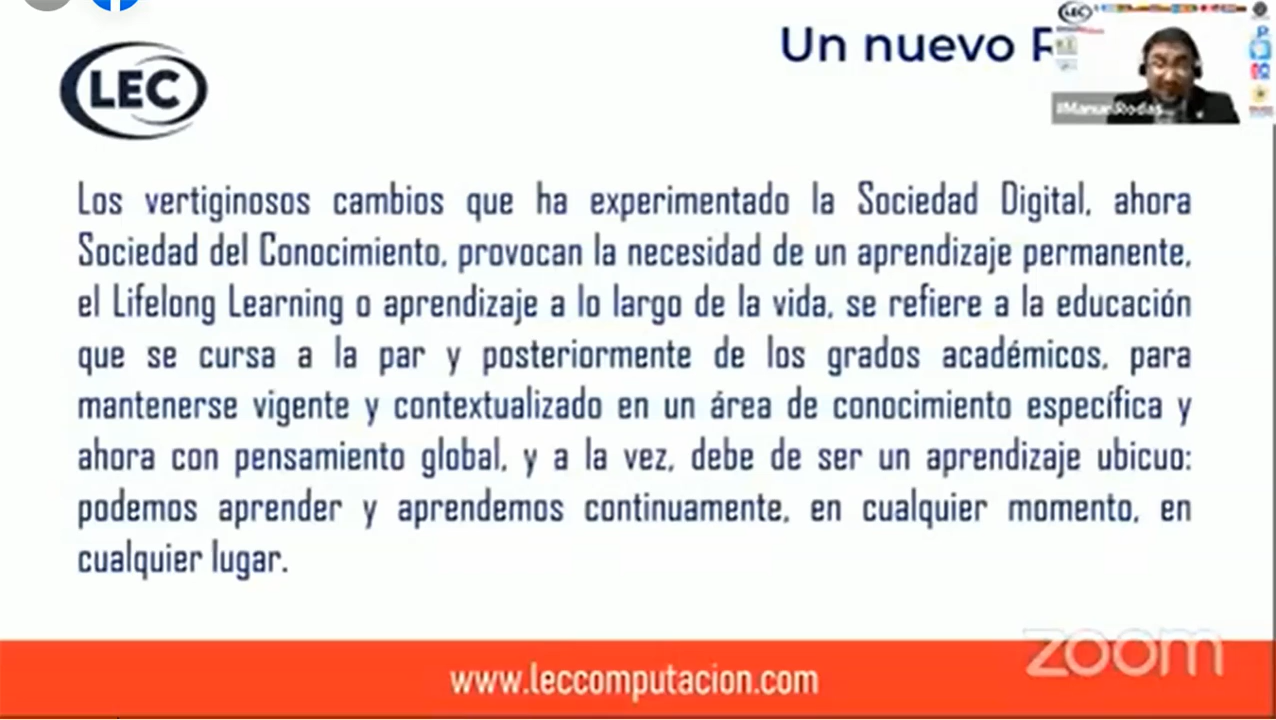 LEC
Un nuevo
Los vertiginosos cambios que ha experimentado la Sociedad Digital, ahora
Sociedad del Conocimiento, provocan la necesidad de un aprendizaje permanente,
el Lifelong Learning o aprendizaje a lo largo de la vida, se refiere a la educación
que se cursa a la par y posteriormente de los grados académicos, para
mantenerse vigente y contextualizado en un área de conocimiento específica y
ahora con pensamiento global, y a la vez, debe de ser un aprendizaje ubicuo:
podemos aprender y aprendemos continuamente, en cualquier momento, en
cualquier lugar.
zoom
www.leccomputacion.com